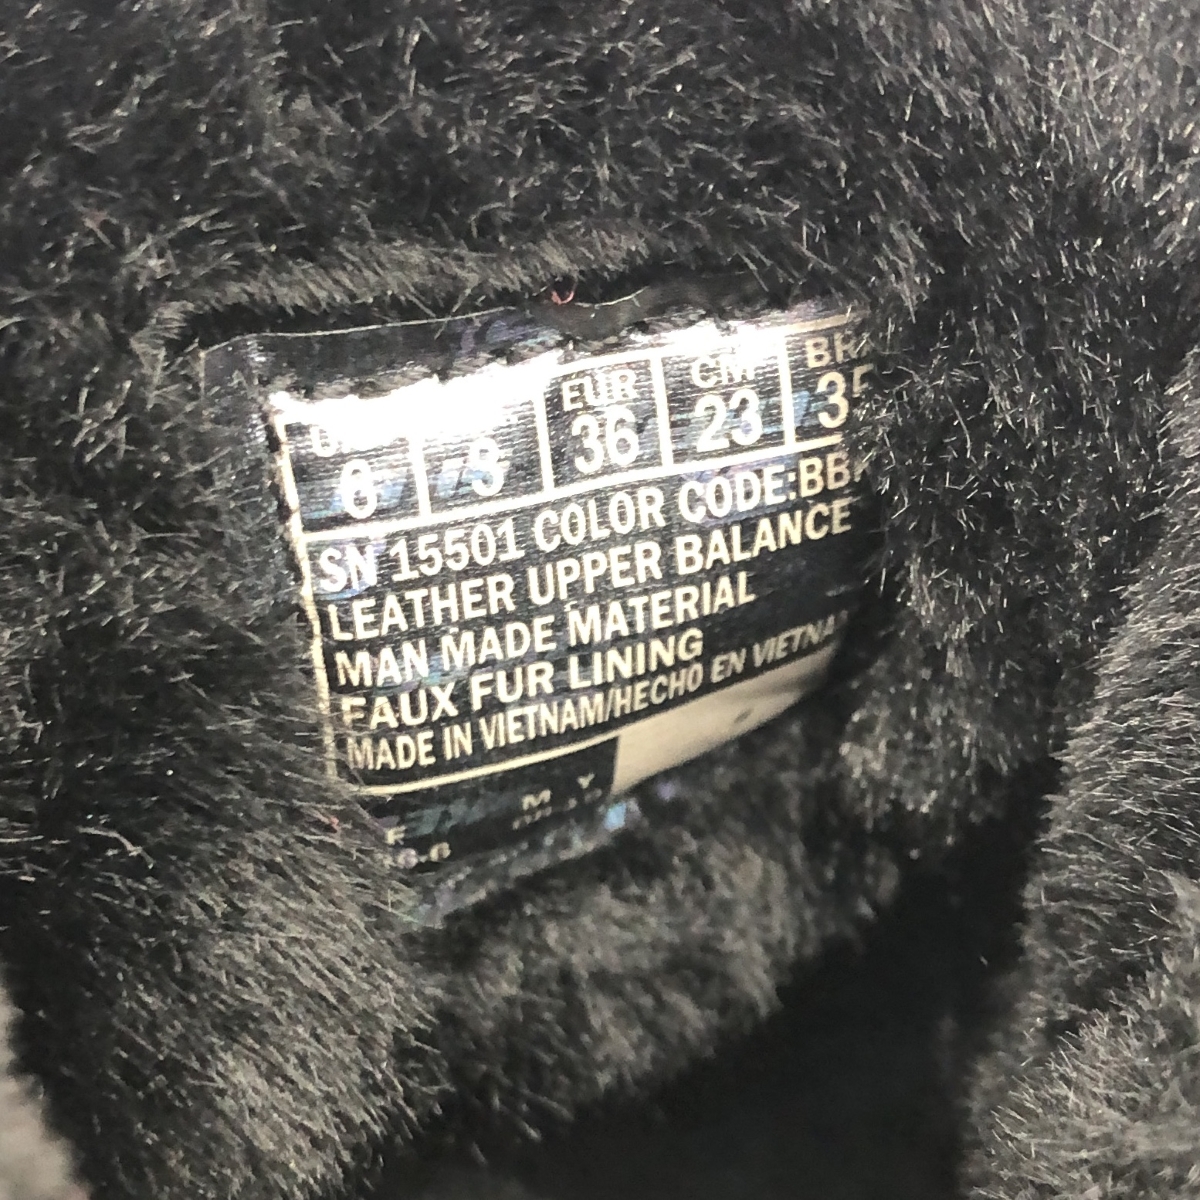 EUR CM
6 3 36 23
SN 15501 COLOR CODE:
LEATHER UPPER BALANCE
MAN MADE MATERIAL
FAUX FUR LINING
MADE IN VIETNAM/HECHO EN VIETNAM
M Y
F